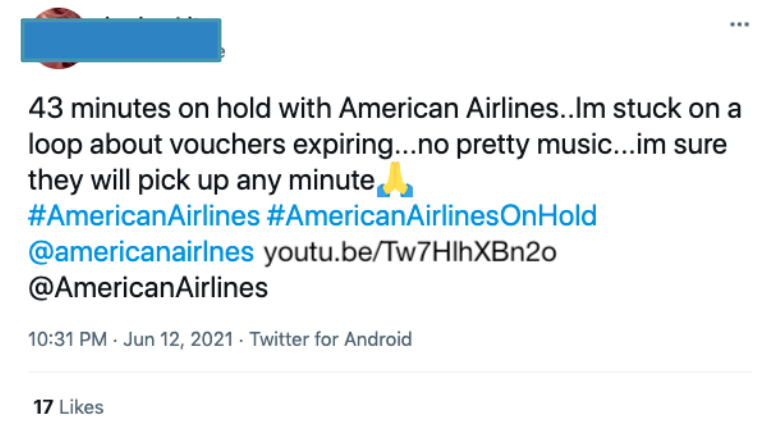 43 minutes on hold with American Airlines..Im stuck on a
loop about vouchers expiring...no pretty music...im sure
they will pick up any minute🙏
#AmericanAirlines #AmericanAirlinesOnHold
@americanairlnes youtu.be/Tw7HlhXBn2o
@AmericanAirlines
10:31 PM · Jun 12, 2021 · Twitter for Android
17 Likes